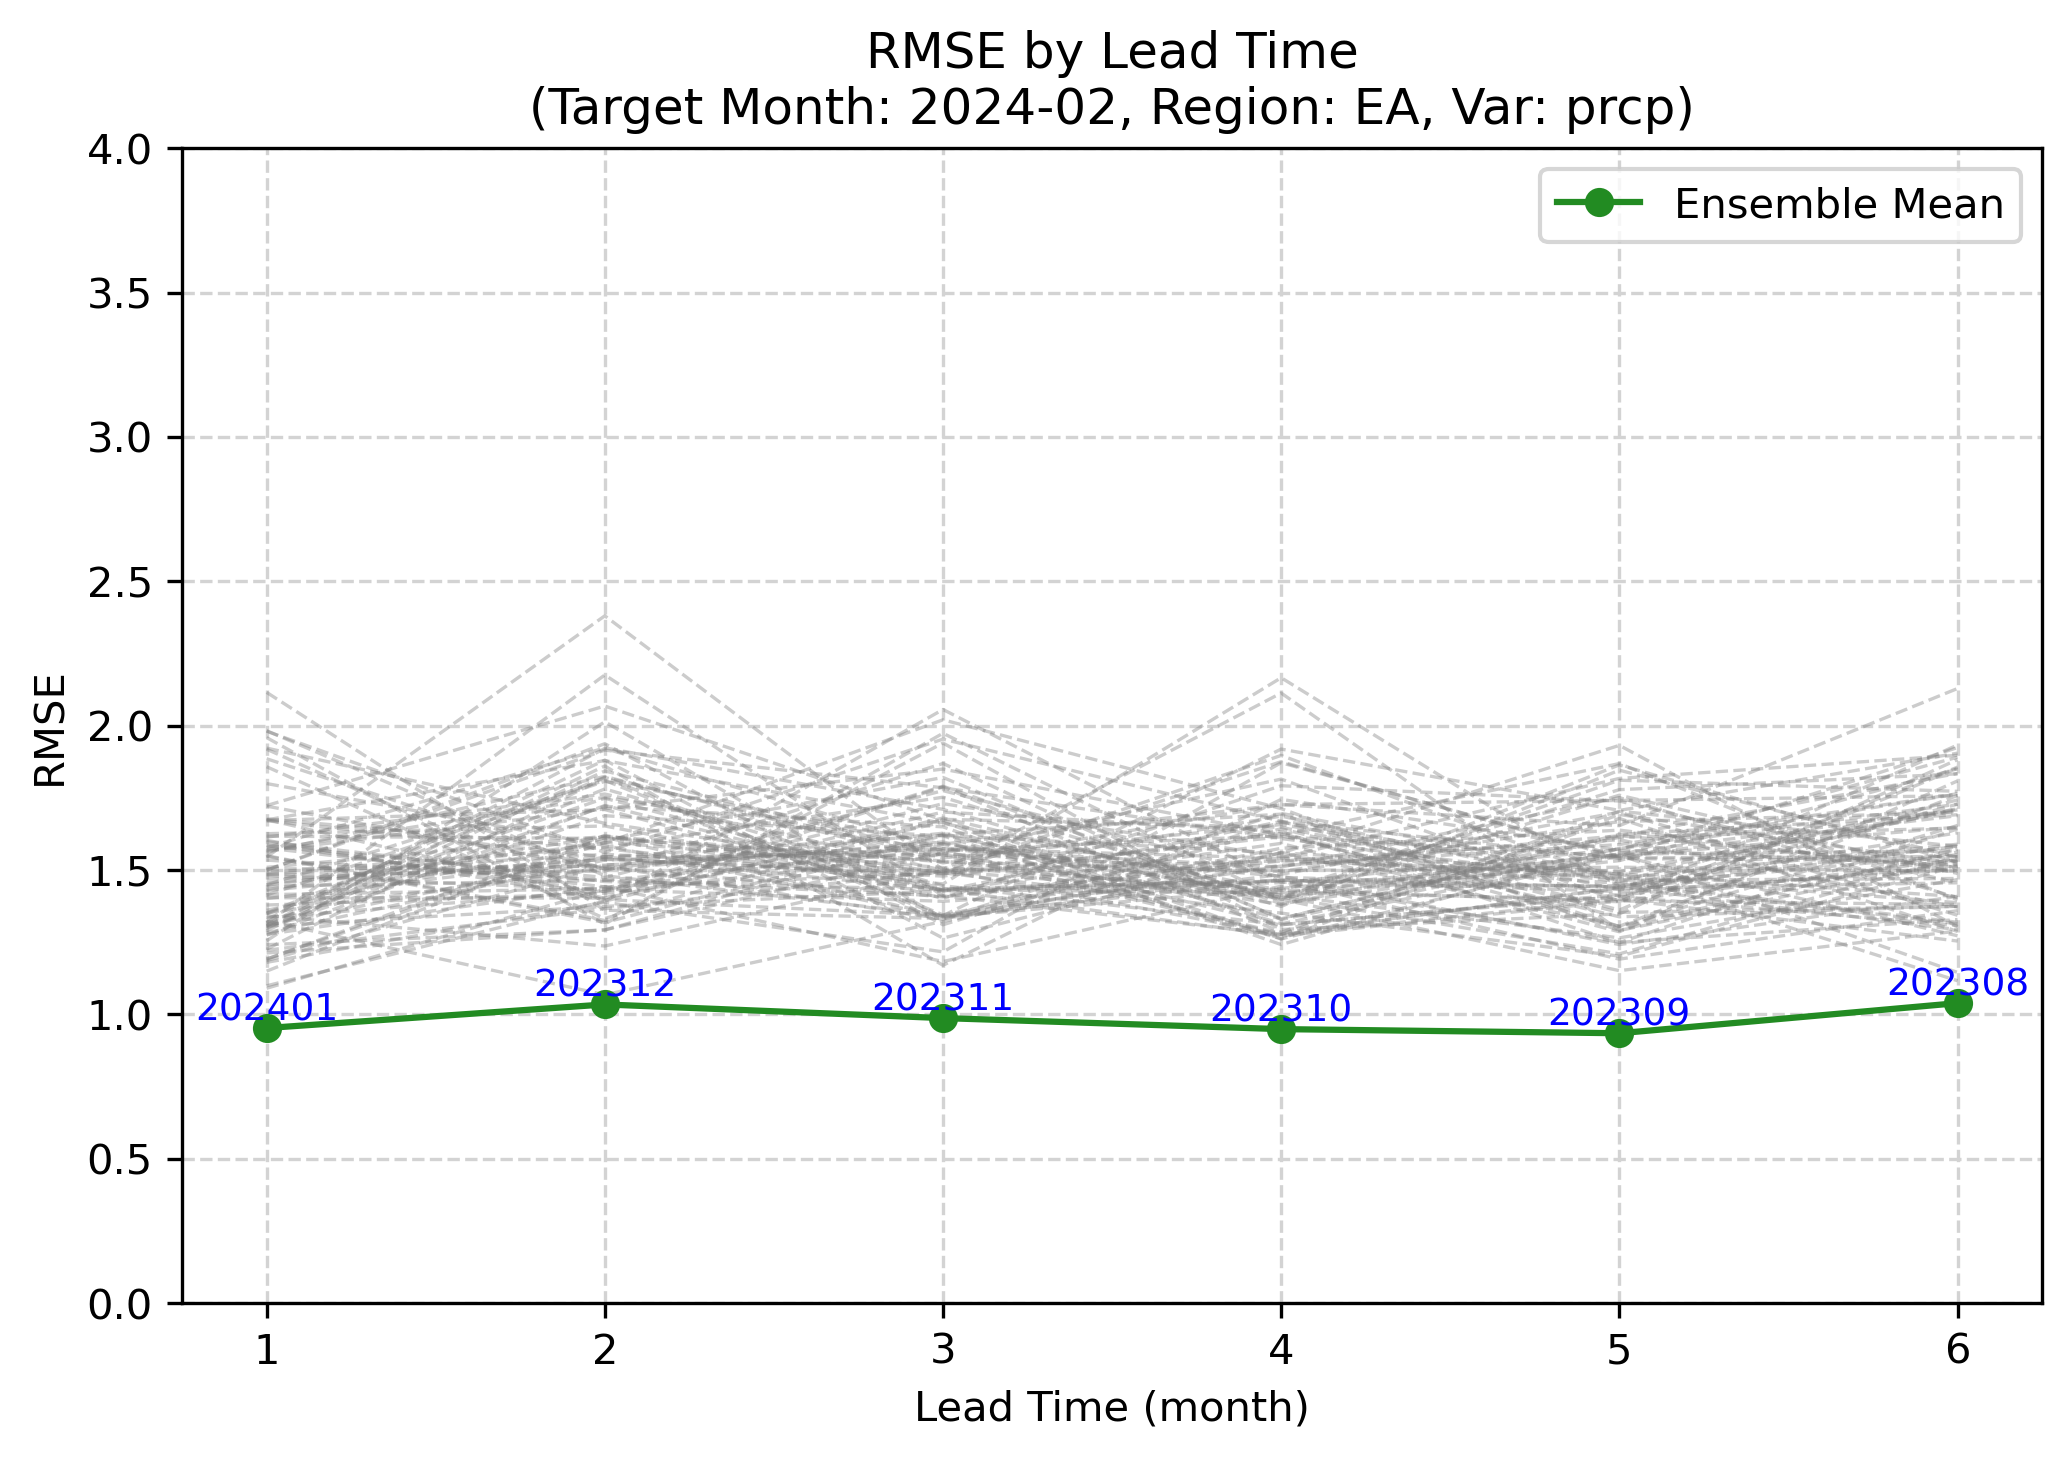 RMSE by Lead Time
(Target Month: 2024-02, Region: EA, Var: prcp)
Ensemble Mean
4.0
3.5
3.0
2.5
2.0
1.5
1.0
0.5
0.0
RMSE
202401
202312
202311
202310
202309
202308
1 2 3 4 5 6
Lead Time (month)